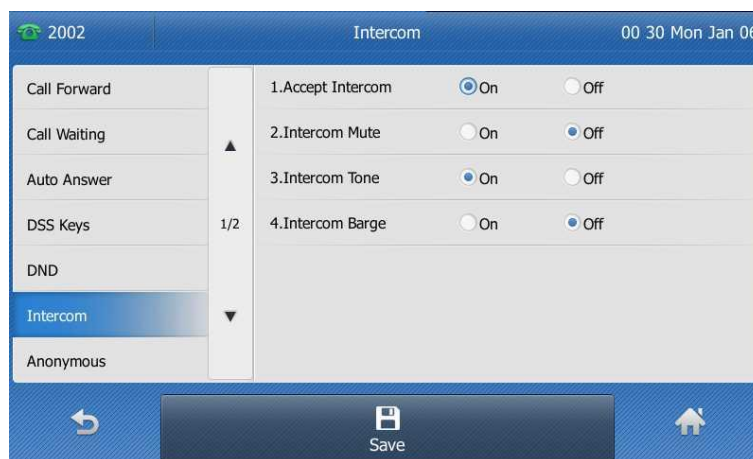 2002 Intercom 00 30 Mon Jan 06
Call Forward
Call Waiting
Auto Answer
DSS Keys
DND
Intercom
Anonymous
1/2
1.Accept Intercom On Off
2.Intercom Mute On Off
3.Intercom Tone On Off
4.Intercom Barge On Off
Save